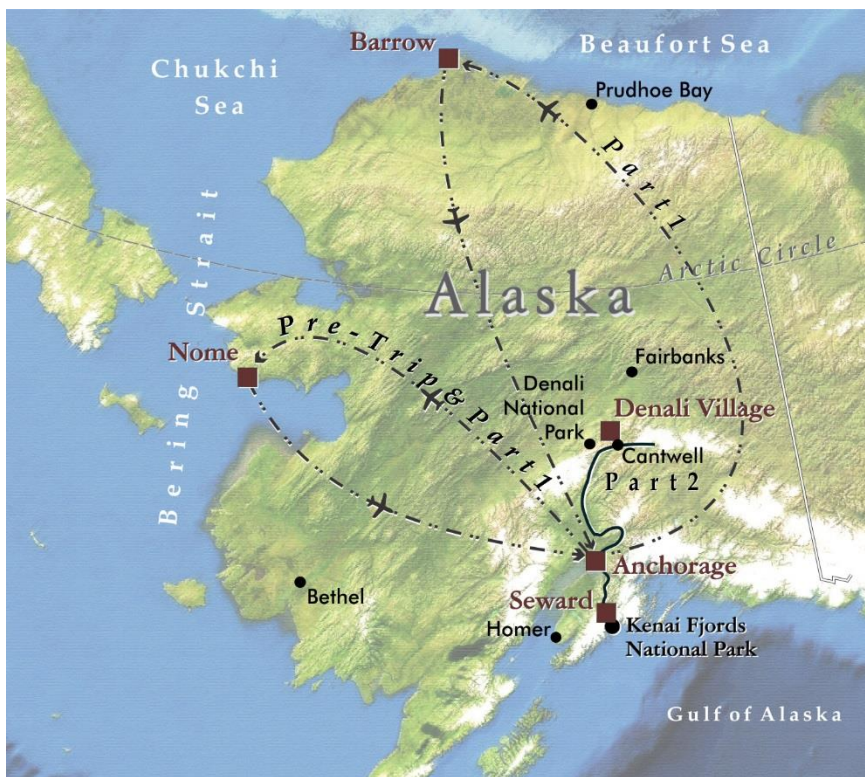 Barrow
Beaufort Sea
Chukchi
Sea
Prudhoe Bay
Part 1
Arctic Circle
Alaska
Bering Strait
Pre-Trip & Part 1
Nome
Fairbanks
Denali
National
Park
Denali Village
Cantwell
Part 2
Anchorage
Bethel
Seward
Homer
Kenai Fjords
National Park
Gulf of Alaska